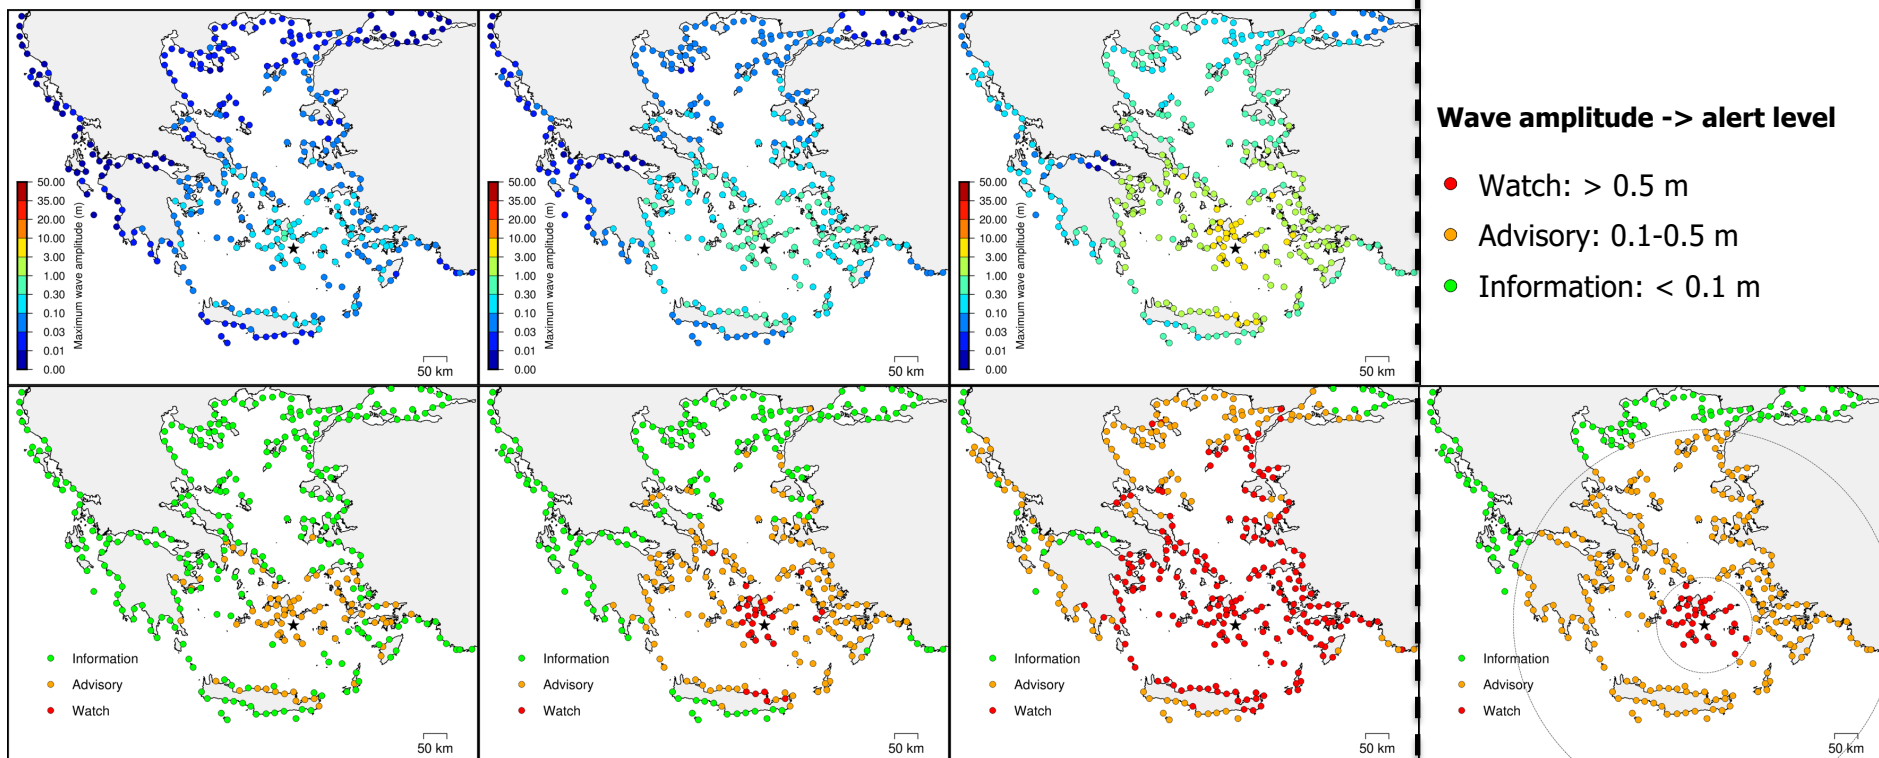 50.00
35.00
20.00
10.00
3.00
1.00
0.30
0.10
0.03
0.01
0.00
Maximum wave amplitude (m)
50 km
50.00
35.00
20.00
10.00
3.00
1.00
0.30
0.10
0.03
0.01
0.00
Maximum wave amplitude (m)
50 km
50.00
35.00
20.00
10.00
3.00
1.00
0.30
0.10
0.03
0.01
0.00
Maximum wave amplitude (m)
50 km
Wave amplitude -> alert level
Watch: > 0.5 m
Advisory: 0.1-0.5 m
Information: < 0.1 m
Information
Advisory
Watch
50 km
Information
Advisory
Watch
50 km
Information
Advisory
Watch
50 km
Information
Advisory
Watch
50 km